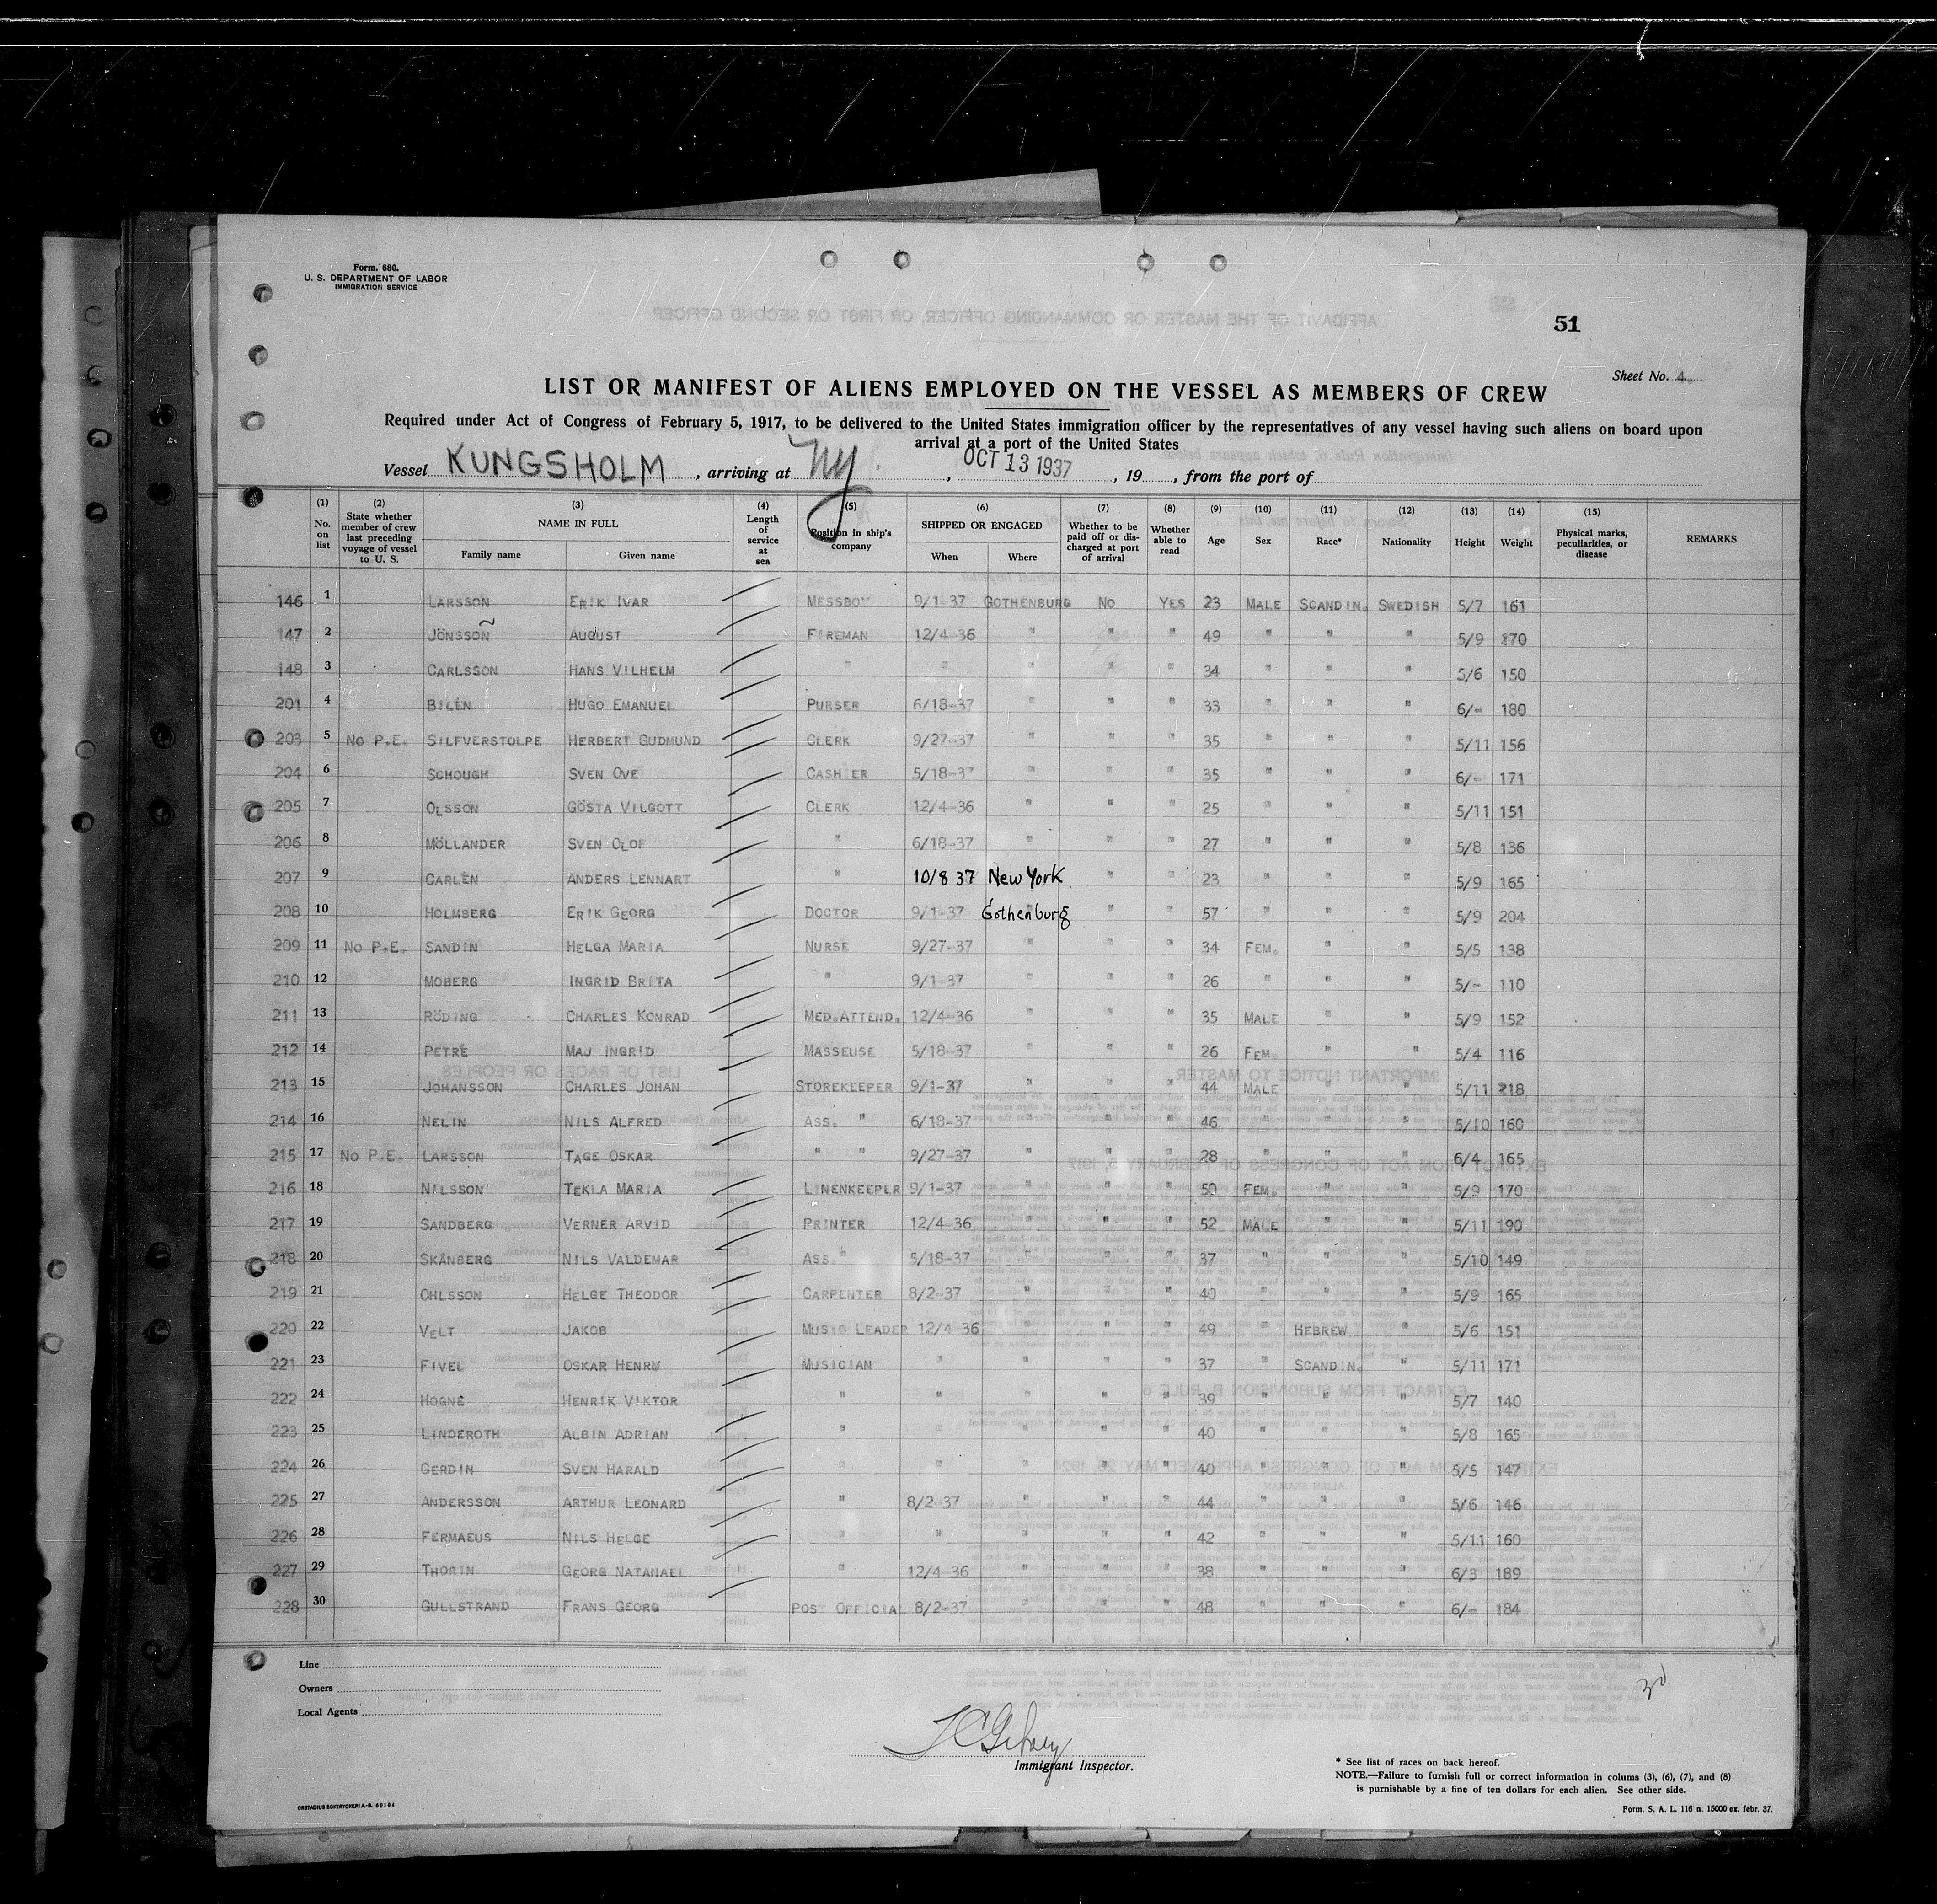 Form. 680.
U. S. DEPARTMENT OF LABOR
IMMIGRATION SERVICE
51
Sheet No. 4.
LIST OR MANIFEST OF ALIENS EMPLOYED ON THE VESSEL AS MEMBERS OF CREW
Required under Act of Congress of February 5, 1917, to be delivered to the United States immigration officer by the representatives of any vessel having such aliens on board upon
arrival at a port of the United States
Vessel KUNGSHOLM , arriving at NY. , OCT 13 1937 , 19 , from the port of
(1) No. on list (2) State whether member of crew last preceding voyage of vessel to U. S. (3) NAME IN FULL Family name Given name (4) Length of service at sea (5) Position in ship's company (6) SHIPPED OR ENGAGED When Where (7) Whether to be paid off or discharged at port of arrival (8) Whether able to read (9) Age (10) Sex (11) Race* (12) Nationality (13) Height (14) Weight (15) Physical marks, peculiarities, or disease REMARKS
146 1 LARSSON ERIK IVAR MESSBOY 9/1-37 GOTHENBURG NO YES 23 MALE SCANDIN. SWEDISH 5/7 161
147 2 JÖNSSON AUGUST FIREMAN 12/4-36 " " " 49 " " " 5/9 170
148 3 CARLSSON HANS VILHELM " " " " " 34 " " " 5/6 150
201 4 BILÉN HUGO EMANUEL PURSER 6/18-37 " " " 33 " " " 6/- 180
203 5 NO P.E. SILFVERSTOLPE HERBERT GUDMUND CLERK 9/27-37 " " " 35 " " " 5/11 156
204 6 SCHOUGH SVEN OVE CASHIER 5/18-37 " " " 35 " " " 6/- 171
205 7 OLSSON GÖSTA VILGOTT CLERK 12/4-36 " " " 25 " " " 5/11 151
206 8 MÖLLANDER SVEN OLOF " 6/18-37 " " " 27 " " " 5/8 136
207 9 CARLÉN ANDERS LENNART " 10/8 37 New York " " 23 " " " 5/9 165
208 10 HOLMBERG ERIK GEORG DOCTOR 9/1-37 Gothenburg " " 57 " " " 5/9 204
209 11 NO P.E. SANDIN HELGA MARIA NURSE 9/27-37 " " " 34 FEM. " " 5/5 138
210 12 MOBERG INGRID BRITA " 9/1-37 " " " 26 " " " 5/- 110
211 13 RÖDING CHARLES KONRAD MED.ATTEND. 12/4-36 " " " 35 MALE " " 5/9 152
212 14 PETRÉ MAJ INGRID MASSEUSE 5/18-37 " " " 26 FEM. " " 5/4 116
213 15 JOHANSSON CHARLES JOHAN STOREKEEPER 9/1-37 " " " 44 MALE " " 5/11 218
214 16 NELIN NILS ALFRED ASS. " 6/18-37 " " " 46 " " " 5/10 160
215 17 NO P.E. LARSSON TAGE OSKAR " " 9/27-37 " " " 28 " " " 6/4 165
216 18 NILSSON TEKLA MARIA LINENKEEPER 9/1-37 " " " 50 FEM. " " 5/9 170
217 19 SANDBERG VERNER ARVID PRINTER 12/4-36 " " " 52 MALE " " 5/11 190
218 20 SKÅNBERG NILS VALDEMAR ASS. " 5/18-37 " " " 37 " " " 5/10 149
219 21 OHLSSON HELGE THEODOR CARPENTER 8/2-37 " " " 40 " " " 5/9 165
220 22 VELT JAKOB MUSIC LEADER 12/4-36 " " " 49 " HEBREW " 5/6 151
221 23 FIVEL OSKAR HENRY MUSICIAN " " " " 37 " SCANDIN. " 5/11 171
222 24 HOGNE HENRIK VIKTOR " " " " " 39 " " " 5/7 140
223 25 LINDEROTH ALBIN ADRIAN " " " " " 40 " " " 5/8 165
224 26 GERDIN SVEN HARALD " " " " " 40 " " " 5/5 147
225 27 ANDERSSON ARTHUR LEONARD " 8/2-37 " " " 44 " " " 5/6 146
226 28 FERMAEUS NILS HELGE " " " " " 42 " " " 5/11 160
227 29 THORIN GEORG NATANAEL " 12/4-36 " " " 38 " " " 6/3 189
228 30 GULLSTRAND FRANS GEORG POST OFFICIAL 8/2-37 " " " 48 " " " 6/- 184
Line
Owners
Local Agents
30
Immigrant Inspector.
* See list of races on back hereof.
NOTE.—Failure to furnish full or correct information in colums (3), (6), (7), and (8)
is punishable by a fine of ten dollars for each alien. See other side.
Form. S. A. L. 116 n. 15000 ex. febr. 37.